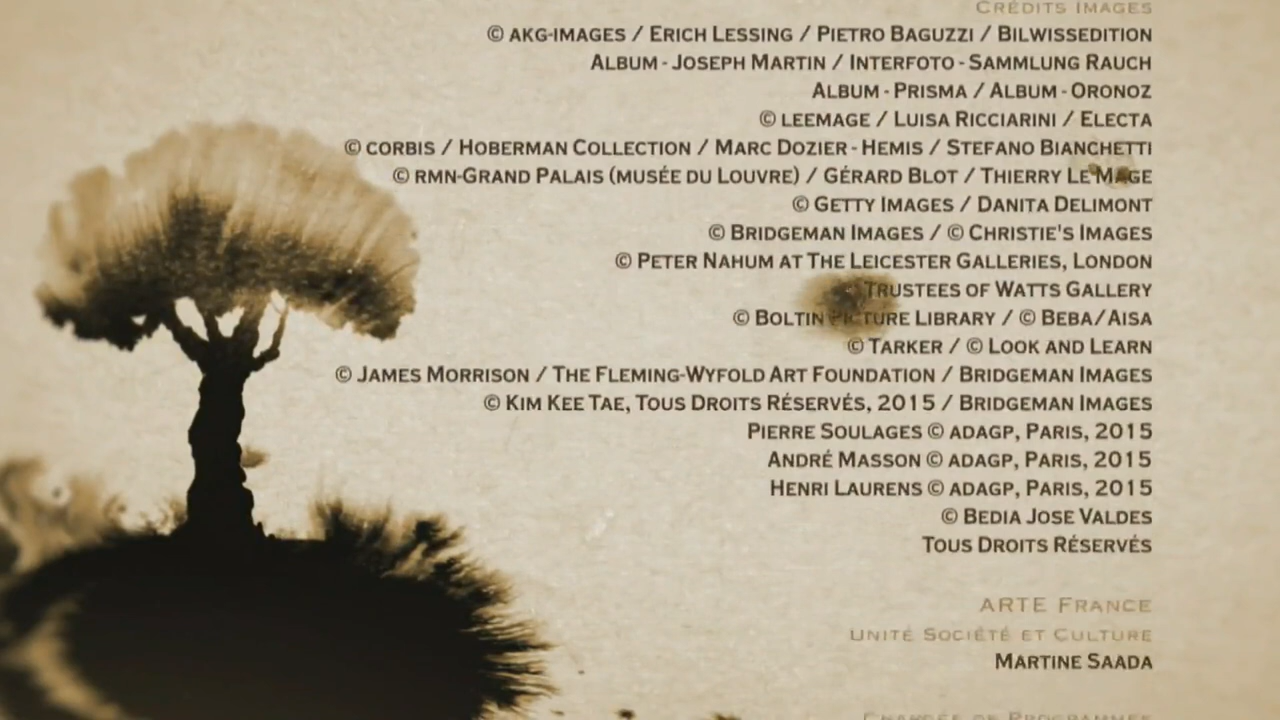 CRÉDITS IMAGES
© AKG-IMAGES / ERICH LESSING / PIETRO BAGUZZI / BILWISSEDITION
ALBUM - JOSEPH MARTIN / INTERFOTO - SAMMLUNG RAUCH
ALBUM - PRISMA / ALBUM - ORONOZ
© LEEMAGE / LUISA RICCIARINI / ELECTA
© CORBIS / HOBERMAN COLLECTION / MARC DOZIER - HEMIS / STEFANO BIANCHETTI
© RMN-GRAND PALAIS (MUSÉE DU LOUVRE) / GÉRARD BLOT / THIERRY LE MAGE
© GETTY IMAGES / DANITA DELIMONT
© BRIDGEMAN IMAGES / © CHRISTIE'S IMAGES
© PETER NAHUM AT THE LEICESTER GALLERIES, LONDON
TRUSTEES OF WATTS GALLERY
© BOLTIN PICTURE LIBRARY / © BEBA/AISA
© TARKER / © LOOK AND LEARN
© JAMES MORRISON / THE FLEMING-WYFOLD ART FOUNDATION / BRIDGEMAN IMAGES
© KIM KEE TAE, TOUS DROITS RÉSERVÉS, 2015 / BRIDGEMAN IMAGES
PIERRE SOULAGES © ADAGP, PARIS, 2015
ANDRÉ MASSON © ADAGP, PARIS, 2015
HENRI LAURENS © ADAGP, PARIS, 2015
© BEDIA JOSE VALDES
TOUS DROITS RÉSERVÉS
ARTE FRANCE
UNITÉ SOCIÉTÉ ET CULTURE
MARTINE SAADA
CHARGÉE DE PROGRAMMES